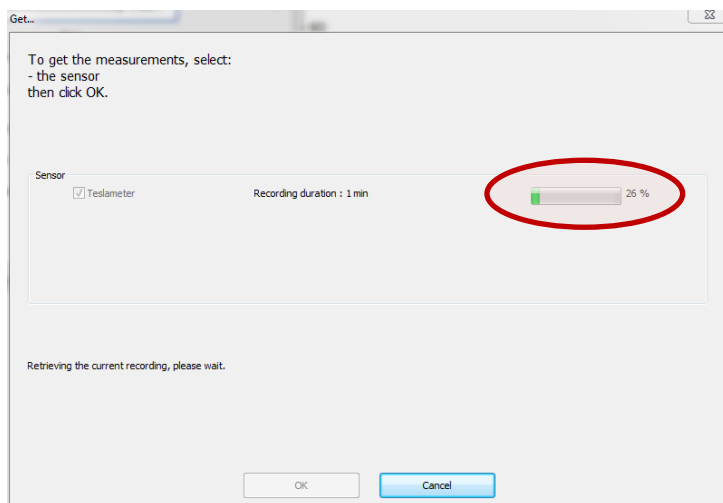 Get...
To get the measurements, select:
- the sensor
then click OK.
Sensor
Teslameter Recording duration : 1 min 26 %
Retrieving the current recording, please wait.
OK Cancel